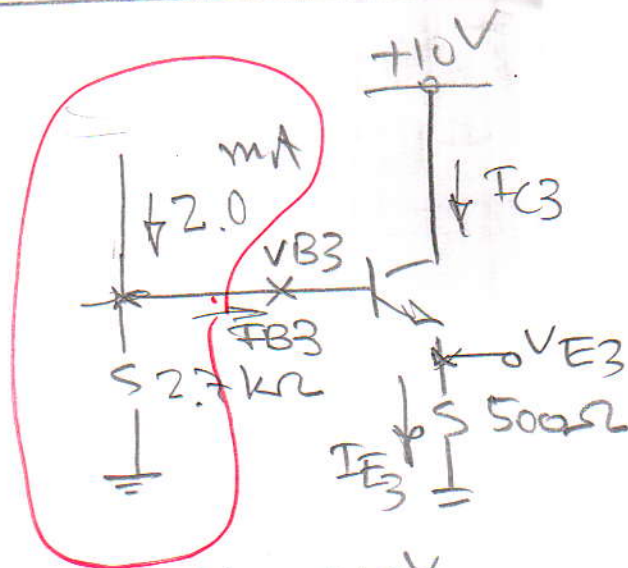 +10V
mA
2.0
IC3
VB3
IB3
VE3
2.7kΩ
500Ω
IE3
V